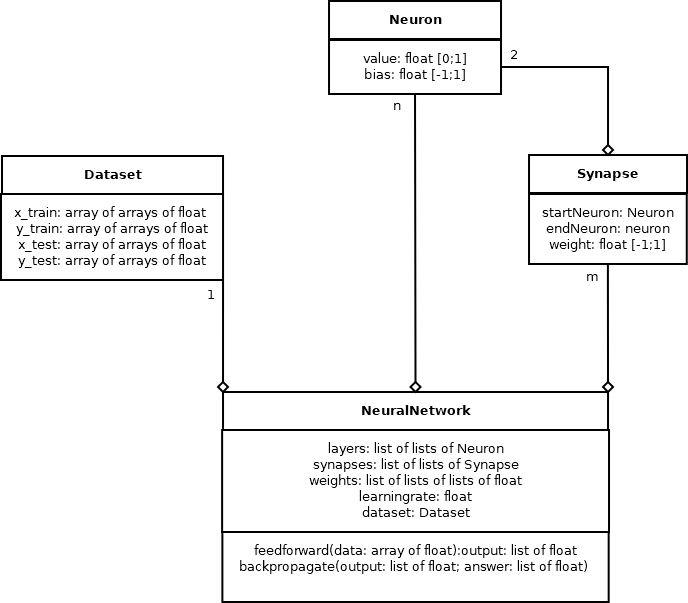 Neuron
value: float [0;1]
bias: float [-1;1]
2
n
Dataset
x_train: array of arrays of float
y_train: array of arrays of float
x_test: array of arrays of float
y_test: array of arrays of float
1
Synapse
startNeuron: Neuron
endNeuron: neuron
weight: float [-1;1]
m
NeuralNetwork
layers: list of lists of Neuron
synapses: list of lists of Synapse
weights: list of lists of lists of float
learningrate: float
dataset: Dataset
feedforward(data: array of float):output: list of float
backpropagate(output: list of float; answer: list of float)